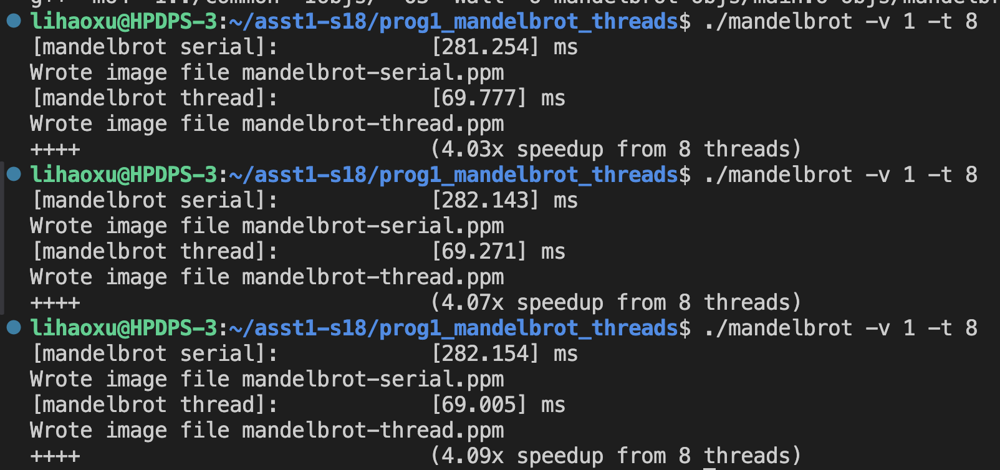 lihaoxu@HPDPS-3:~/asst1-s18/prog1_mandelbrot_threads$ ./mandelbrot -v 1 -t 8
[mandelbrot serial]: [281.254] ms
Wrote image file mandelbrot-serial.ppm
[mandelbrot thread]: [69.777] ms
Wrote image file mandelbrot-thread.ppm
++++ (4.03x speedup from 8 threads)
lihaoxu@HPDPS-3:~/asst1-s18/prog1_mandelbrot_threads$ ./mandelbrot -v 1 -t 8
[mandelbrot serial]: [282.143] ms
Wrote image file mandelbrot-serial.ppm
[mandelbrot thread]: [69.271] ms
Wrote image file mandelbrot-thread.ppm
++++ (4.07x speedup from 8 threads)
lihaoxu@HPDPS-3:~/asst1-s18/prog1_mandelbrot_threads$ ./mandelbrot -v 1 -t 8
[mandelbrot serial]: [282.154] ms
Wrote image file mandelbrot-serial.ppm
[mandelbrot thread]: [69.005] ms
Wrote image file mandelbrot-thread.ppm
++++ (4.09x speedup from 8 threads)